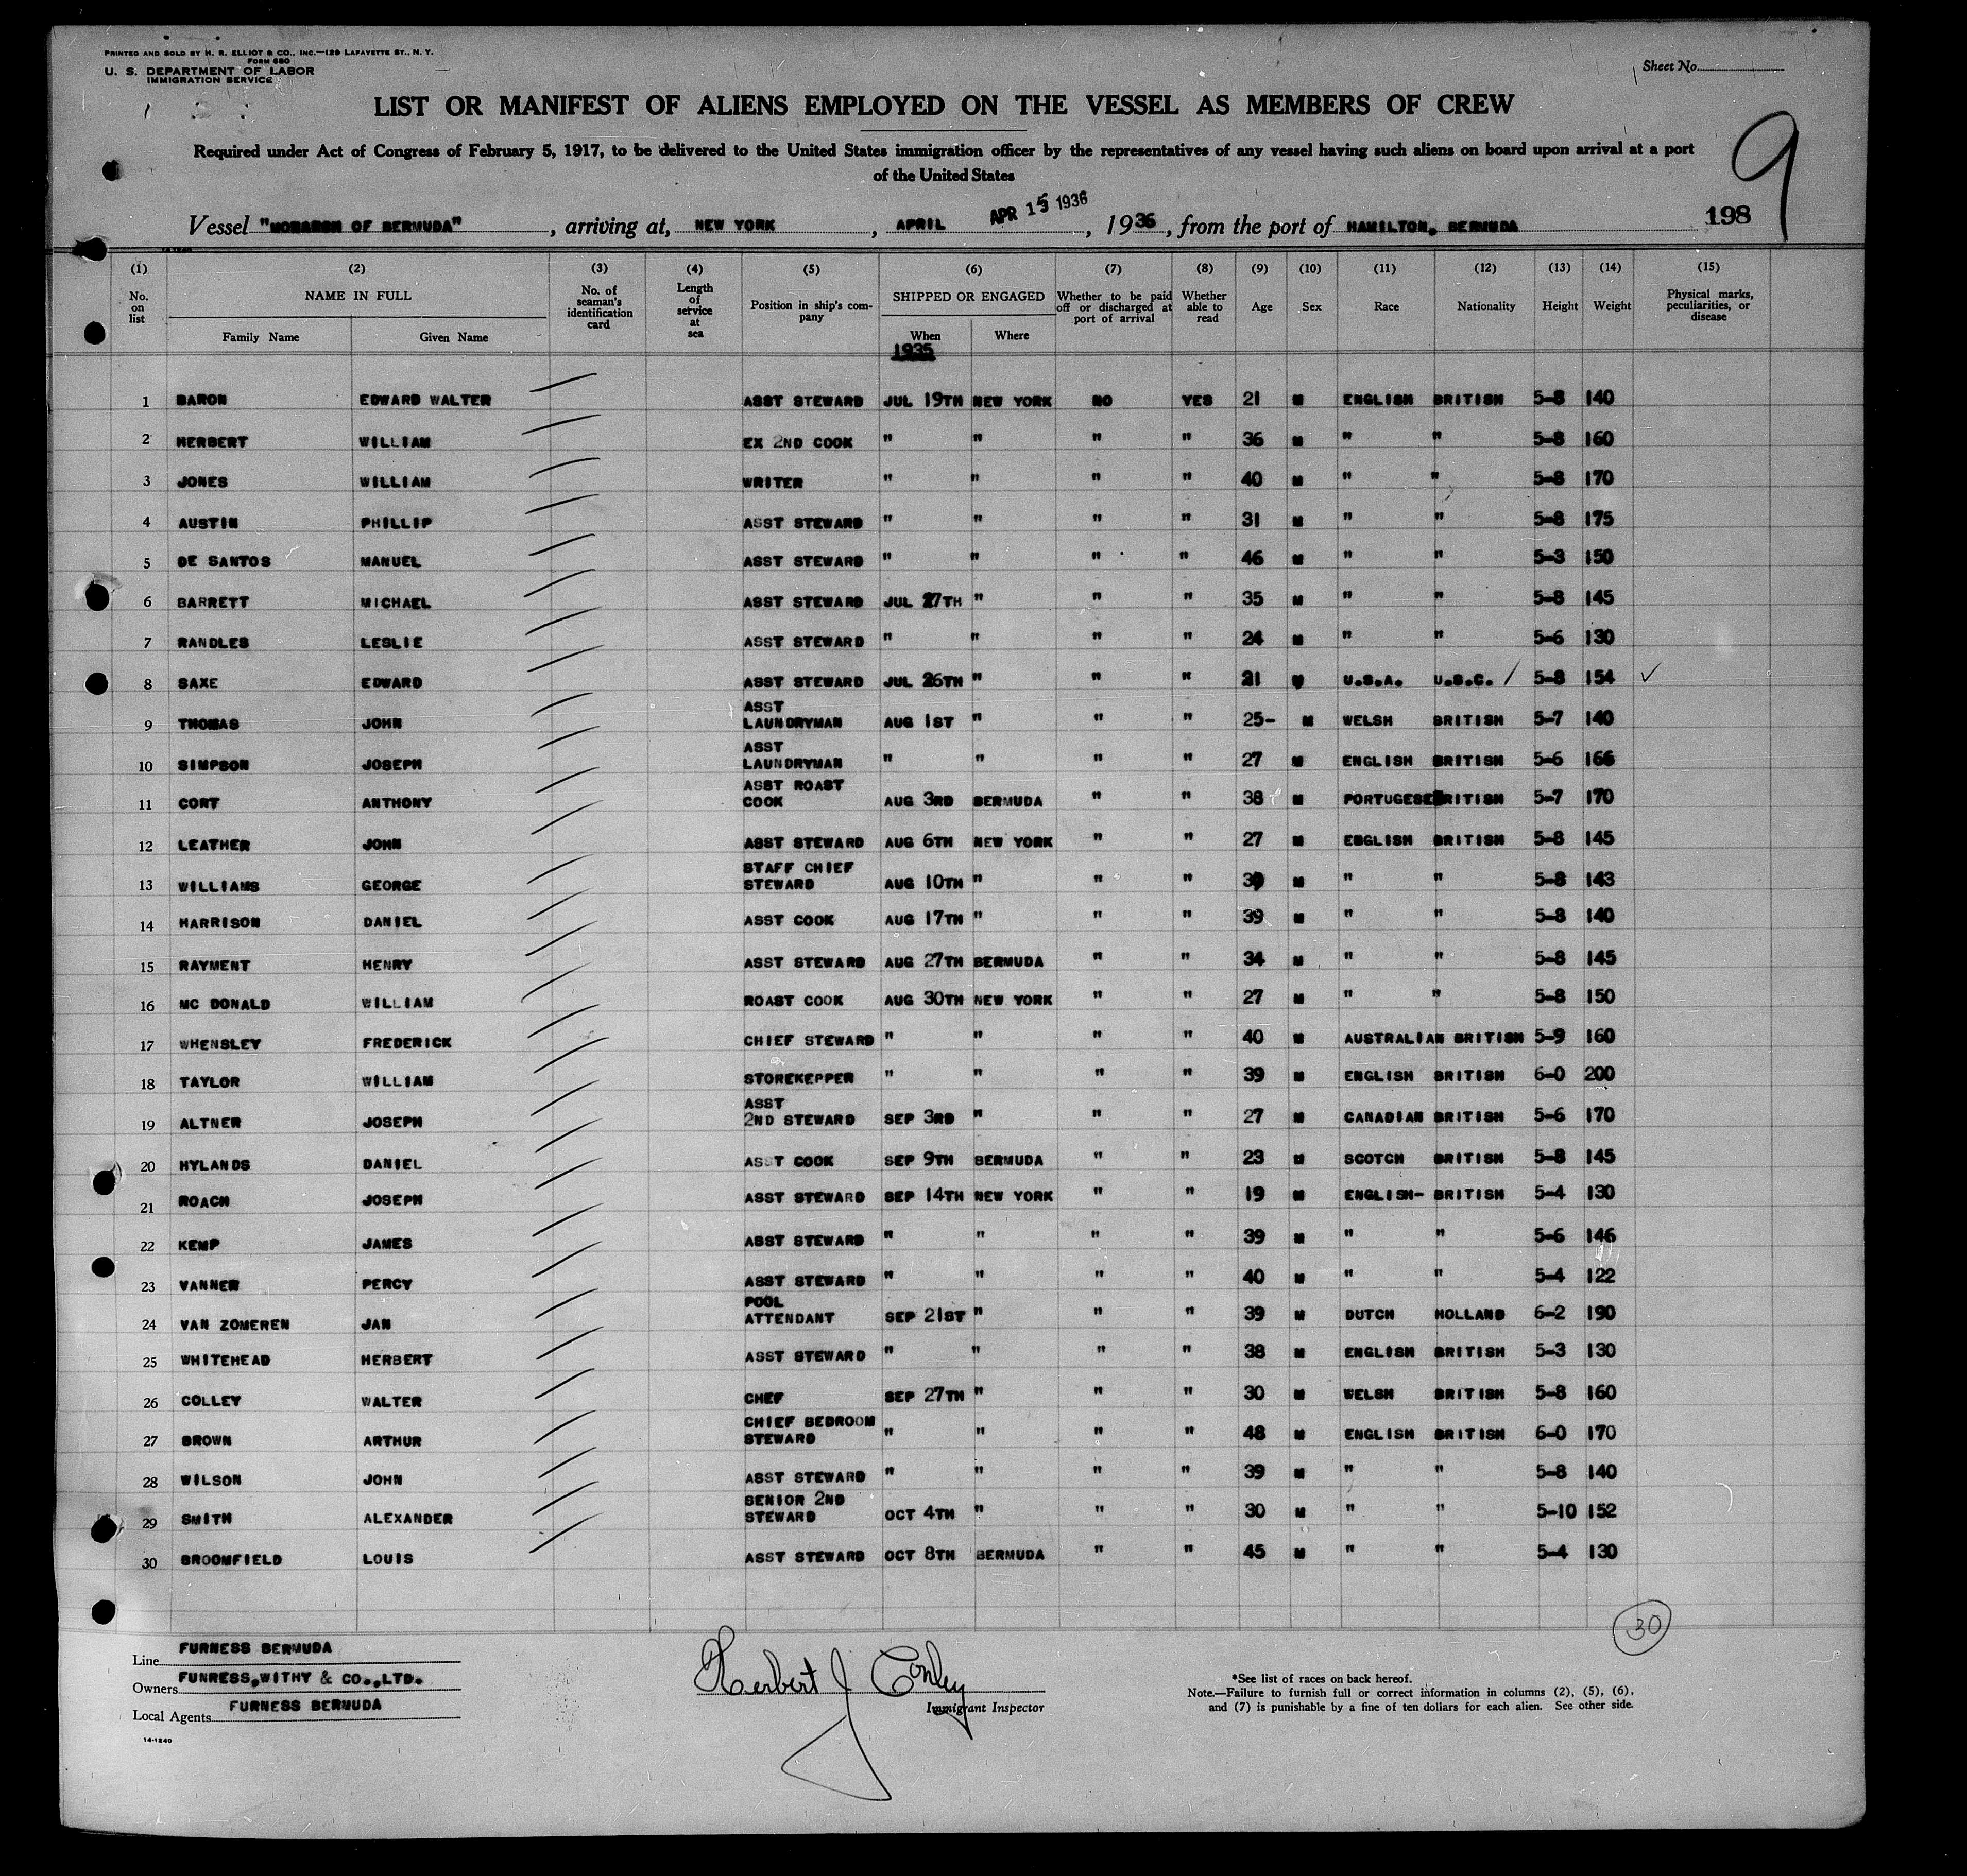 PRINTED AND SOLD BY H. R. ELLIOT & CO., INC.—129 LAFAYETTE ST., N. Y.
FORM 680
U. S. DEPARTMENT OF LABOR
IMMIGRATION SERVICE
Sheet No.
LIST OR MANIFEST OF ALIENS EMPLOYED ON THE VESSEL AS MEMBERS OF CREW
9
Required under Act of Congress of February 5, 1917, to be delivered to the United States immigration officer by the representatives of any vessel having such aliens on board upon arrival at a port
of the United States
APR 15 1936
Vessel "MONARSH OF BERMUDA", arriving at, NEW YORK, APRIL, 1936, from the port of HAMILTON, BERMUDA 198
14-1240
(1) (2) (3) (4) (5) (6) (7) (8) (9) (10) (11) (12) (13) (14) (15)
No. on list NAME IN FULL Family Name Given Name No. of seaman's identification card Length of service at sea Position in ship's company SHIPPED OR ENGAGED When Where Whether to be paid off or discharged at port of arrival Whether able to read Age Sex Race Nationality Height Weight Physical marks, peculiarities, or disease
1935
1 BARON EDWARD WALTER ASST STEWARD JUL 19TH NEW YORK NO YES 21 M ENGLISH BRITISH 5-8 140
2 HERBERT WILLIAM EX 2ND COOK " " " " 36 M " " 5-8 160
3 JONES WILLIAM WRITER " " " " 40 M " " 5-8 170
4 AUSTIN PHILLIP ASST STEWARD " " " " 31 M " " 5-8 175
5 DE SANTOS MANUEL ASST STEWARD " " " " 46 M " " 5-3 150
6 BARRETT MICHAEL ASST STEWARD JUL 27TH " " " 35 M " " 5-8 145
7 RANDLES LESLIE ASST STEWARD " " " " 24 M " " 5-6 130
8 SAXE EDWARD ASST STEWARD JUL 26TH " " " 21 M U.S.A. U.S.C. / 5-8 154 ✓
9 THOMAS JOHN ASST LAUNDRYMAN AUG 1ST " " " 25- M WELSH BRITISH 5-7 140
10 SIMPSON JOSEPH ASST LAUNDRYMAN " " " " 27 M ENGLISH BRITISH 5-6 166
11 CORT ANTHONY ASST ROAST COOK AUG 3RD BERMUDA " " 38 M PORTUGESE BRITISH 5-7 170
12 LEATHER JOHN ASST STEWARD AUG 6TH NEW YORK " " 27 M ENGLISH BRITISH 5-8 145
13 WILLIAMS GEORGE STAFF CHIEF STEWARD AUG 10TH " " " M " " 5-8 143
14 HARRISON DANIEL ASST COOK AUG 17TH " " " 39 M " " 5-8 140
15 RAYMENT HENRY ASST STEWARD AUG 27TH BERMUDA " " 34 M " " 5-8 145
16 MC DONALD WILLIAM ROAST COOK AUG 30TH NEW YORK " " 27 M " " 5-8 150
17 WHENSLEY FREDERICK CHIEF STEWARD " " " " 40 M AUSTRALIAN BRITISH 5-9 160
18 TAYLOR WILLIAM STOREKEPPER " " " " 39 M ENGLISH BRITISH 6-0 200
19 ALTNER JOSEPH ASST 2ND STEWARD SEP 3RD " " " 27 M CANADIAN BRITISH 5-6 170
20 HYLANDS DANIEL ASST COOK SEP 9TH BERMUDA " " 23 M SCOTCH BRITISH 5-8 145
21 ROACH JOSEPH ASST STEWARD SEP 14TH NEW YORK " " 19 M ENGLISH- BRITISH 5-4 130
22 KEMP JAMES ASST STEWARD " " " " 39 M " " 5-6 146
23 VANNER PERCY ASST STEWARD " " " " 40 M " " 5-4 122
24 VAN ZOMEREN JAN POOL ATTENDANT SEP 21ST " " " 39 M DUTCH HOLLAND 6-2 190
25 WHITEHEAD HERBERT ASST STEWARD " " " " 38 M ENGLISH BRITISH 5-3 130
26 COLLEY WALTER CHEF SEP 27TH " " " 30 M WELSH BRITISH 5-8 160
27 BROWN ARTHUR CHIEF BEDROOM STEWARD " " " " 48 M ENGLISH BRITISH 6-0 170
28 WILSON JOHN ASST STEWARD " " " " 39 M " " 5-8 140
29 SMITH ALEXANDER SENIOR 2ND STEWARD OCT 4TH " " " 30 M " " 5-10 152
30 BROOMFIELD LOUIS ASST STEWARD OCT 8TH BERMUDA " " 45 M " " 5-4 130
30
Line FURNESS BERMUDA
Owners FUNRESS,WITHY & CO.,LTD.
Local Agents FURNESS BERMUDA
14-1240
Herbert J Conley
Immigrant Inspector
*See list of races on back hereof.
Note.—Failure to furnish full or correct information in columns (2), (5), (6),
and (7) is punishable by a fine of ten dollars for each alien. See other side.